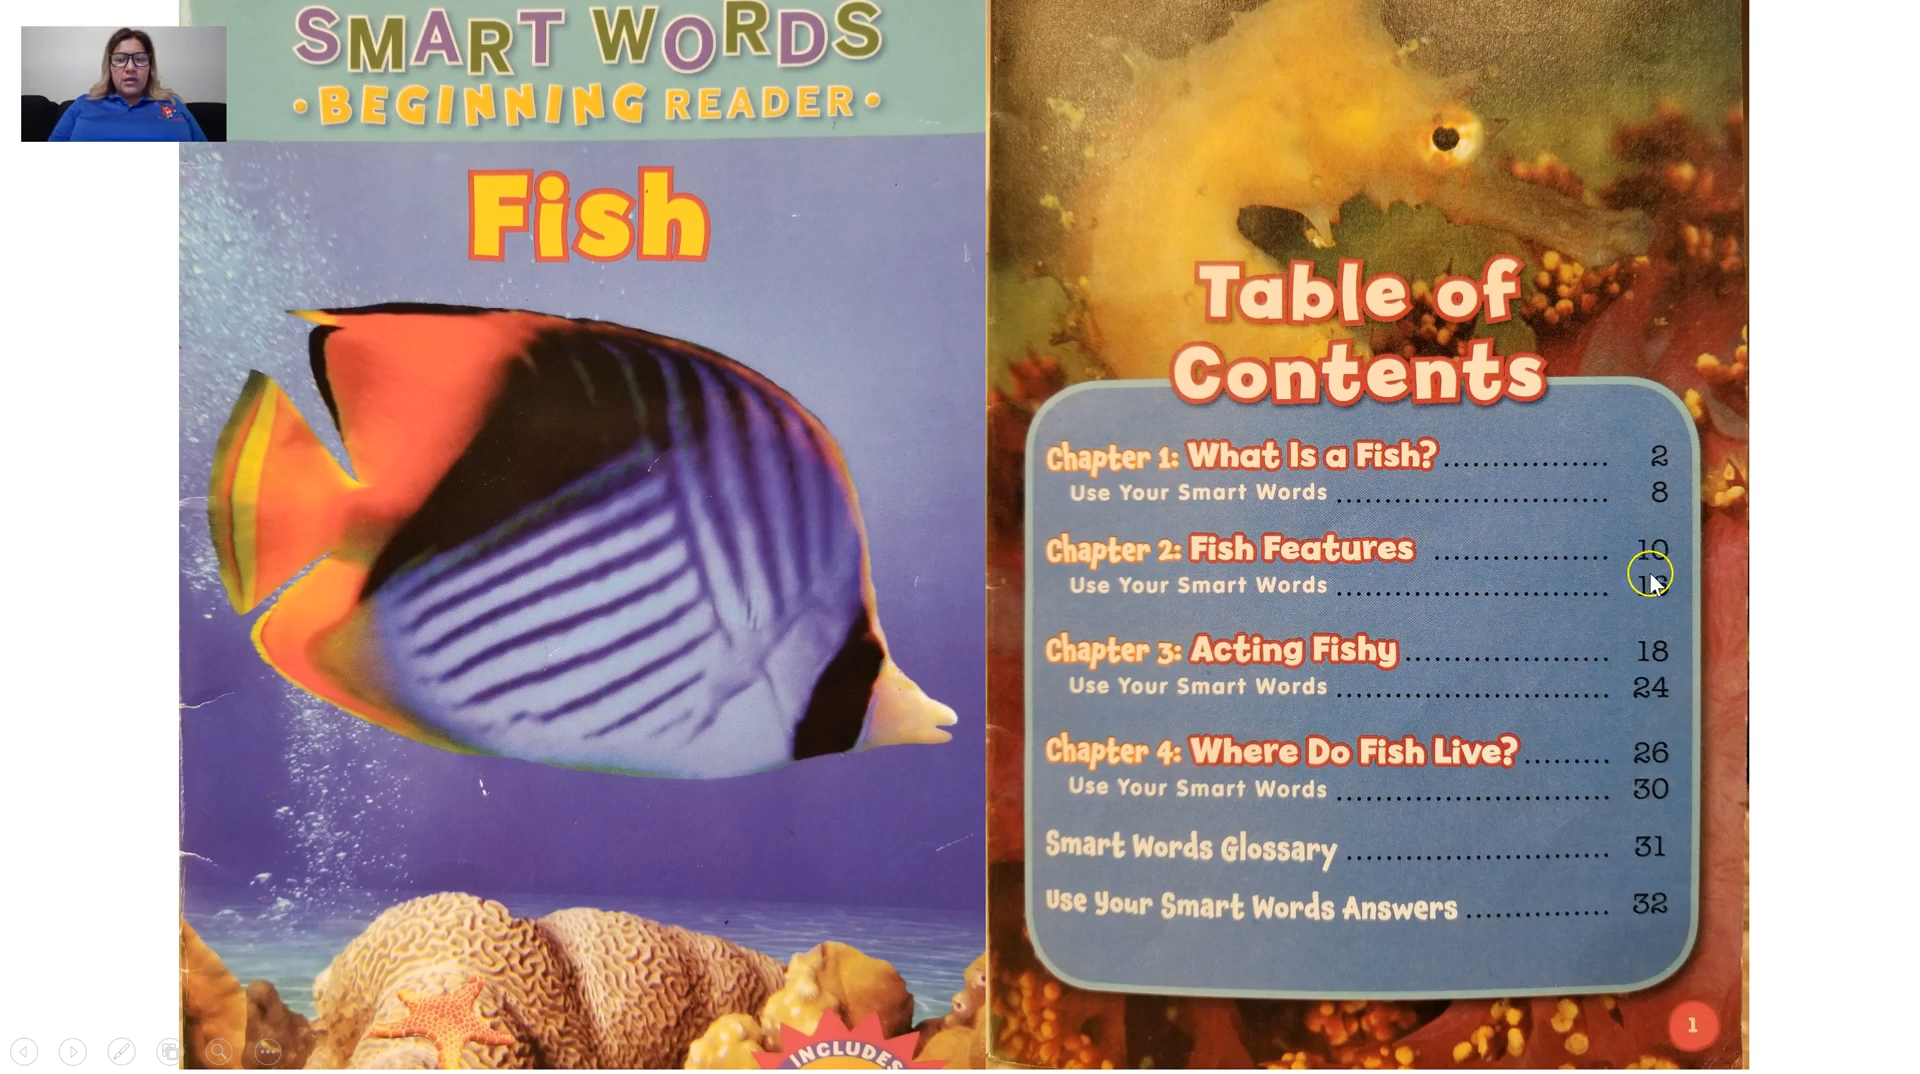 SMART WORDS
• BEGINNING READER •
Fish
INCLUDES
Table of
Contents
Chapter 1: What Is a Fish? ................. 2
Use Your Smart Words ............................ 8
Chapter 2: Fish Features .................. 10
Use Your Smart Words ............................
Chapter 3: Acting Fishy ..................... 18
Use Your Smart Words ............................ 24
Chapter 4: Where Do Fish Live? ......... 26
Use Your Smart Words ............................ 30
Smart Words Glossary ........................... 31
Use Your Smart Words Answers ............... 32
1